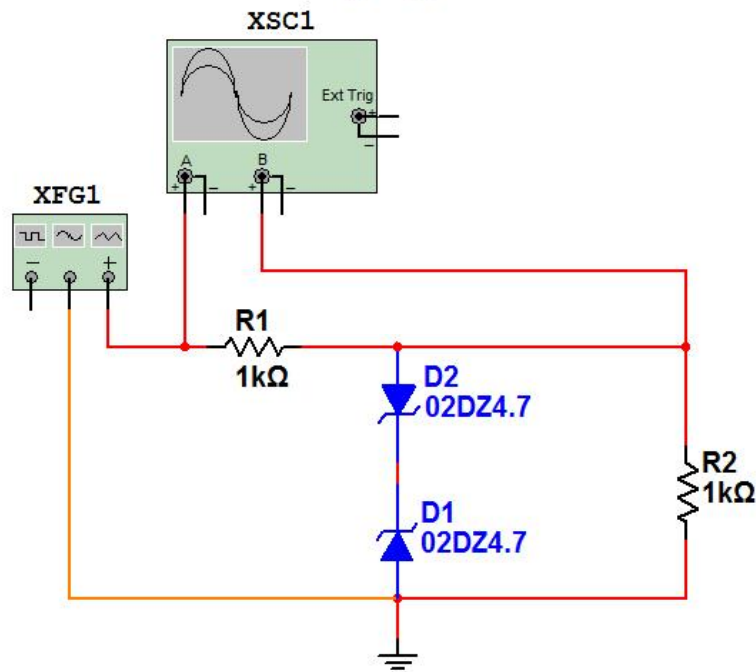 XSC1
Ext Trig
+
−
A
B
+
−
+
−
XFG1
−
+
R1
1kΩ
D2
02DZ4.7
R2
1kΩ
D1
02DZ4.7